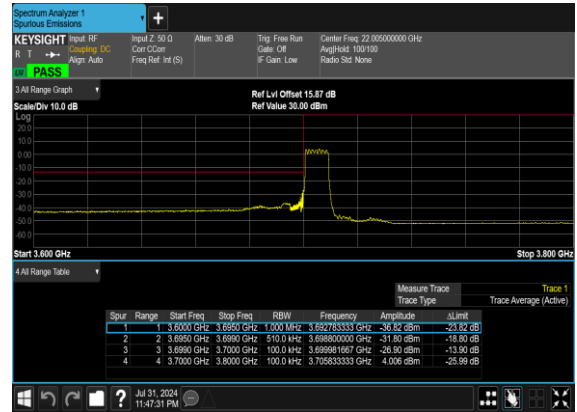 Spectrum Analyzer 1
Spurious Emissions
KEYSIGHT Input: RF Input Z: 50 Ω Atten: 30 dB Trig: Free Run Center Freq: 22.005000000 GHz
R T Coupling: DC Corr CCorr Gate: Off Avg|Hold: 100/100
Align: Auto Freq Ref: Int (S) IF Gain: Low Radio Std: None
PASS
3 All Range Graph
Ref Lvl Offset 15.87 dB
Scale/Div 10.0 dB Ref Value 30.00 dBm
Log
20.0
10.0
0.00
-10.0
-20.0
-30.0
-40.0
-50.0
-60.0
Start 3.600 GHz Stop 3.800 GHz
4 All Range Table
Measure Trace Trace 1
Trace Type Trace Average (Active)
Spur Range Start Freq Stop Freq RBW Frequency Amplitude ΔLimit
1 1 3.6000 GHz 3.6950 GHz 1.000 MHz 3.692783333 GHz -36.82 dBm -23.82 dB
2 2 3.6950 GHz 3.6990 GHz 510.0 kHz 3.698800000 GHz -31.80 dBm -18.80 dB
3 3 3.6990 GHz 3.7000 GHz 100.0 kHz 3.699981667 GHz -26.90 dBm -13.90 dB
4 4 3.7000 GHz 3.8000 GHz 100.0 kHz 3.705833333 GHz 4.006 dBm -25.99 dB
? Jul 31, 2024
11:47:31 PM